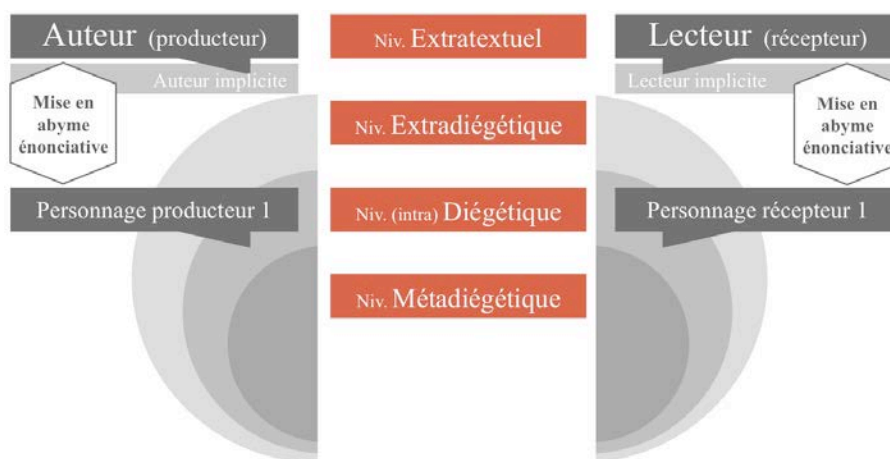 Auteur (producteur)
Niv. Extratextuel
Lecteur (récepteur)
Auteur implicite
Lecteur implicite
Mise en
abyme
énonciative
Mise en
abyme
énonciative
Niv. Extradiégétique
Personnage producteur 1
Niv. (intra) Diégétique
Personnage récepteur 1
Niv. Métadiégétique